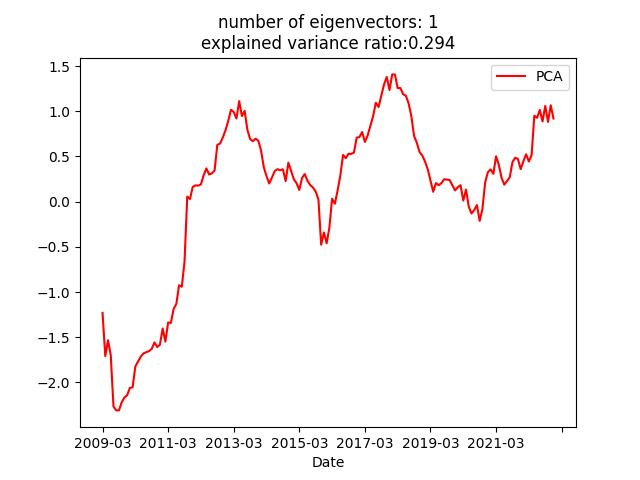 number of eigenvectors: 1
explained variance ratio:0.294
PCA
1.5
1.0
0.5
0.0
−0.5
−1.0
−1.5
−2.0
2009-03 2011-03 2013-03 2015-03 2017-03 2019-03 2021-03
Date